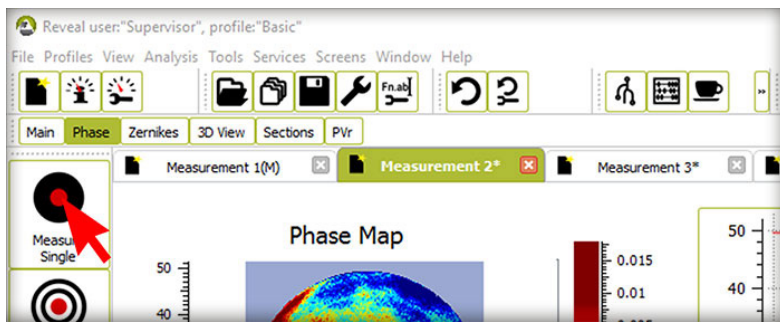 Reveal user:"Supervisor", profile:"Basic"
File Profiles View Analysis Tools Services Screens Window Help
Fn.ab
»
Main Phase Zernikes 3D View Sections PVr
Measurement 1(M) Measurement 2* Measurement 3*
Measure
Single
Phase Map
50
40
0.015
0.01
50
40